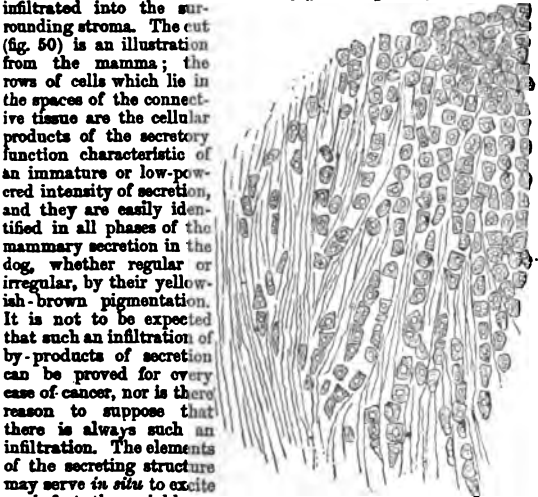 infiltrated into the sur-
rounding stroma. The cut
(fig. 50) is an illustration
from the mamma; the
rows of cells which lie in
the spaces of the connect-
ive tissue are the cellular
products of the secretory
function characteristic of
an immature or low-pow-
ered intensity of secretion,
and they are easily iden-
tified in all phases of the
mammary secretion in the
dog, whether regular or
irregular, by their yellow-
ish-brown pigmentation.
It is not to be expected
that such an infiltration of
by-products of secretion
can be proved for every
case of cancer, nor is there
reason to suppose that
there is always such an
infiltration. The elements
of the secreting structure
may serve in situ to excite